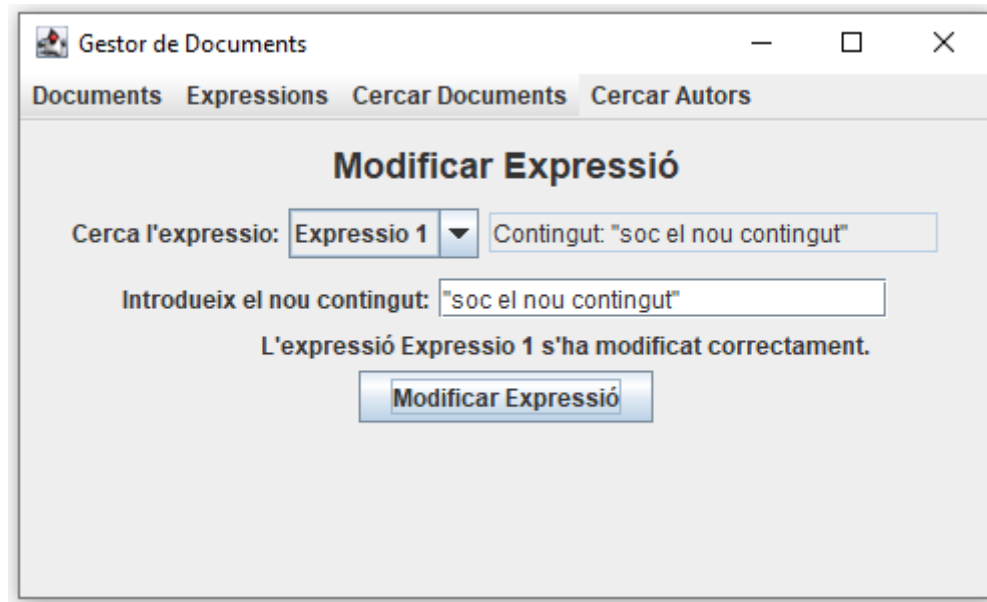 Gestor de Documents
Documents Expressions Cercar Documents Cercar Autors
Modificar Expressió
Cerca l'expressio: Expressio 1 Contingut: "soc el nou contingut"
Introdueix el nou contingut: "soc el nou contingut"
L'expressió Expressio 1 s'ha modificat correctament.
Modificar Expressió